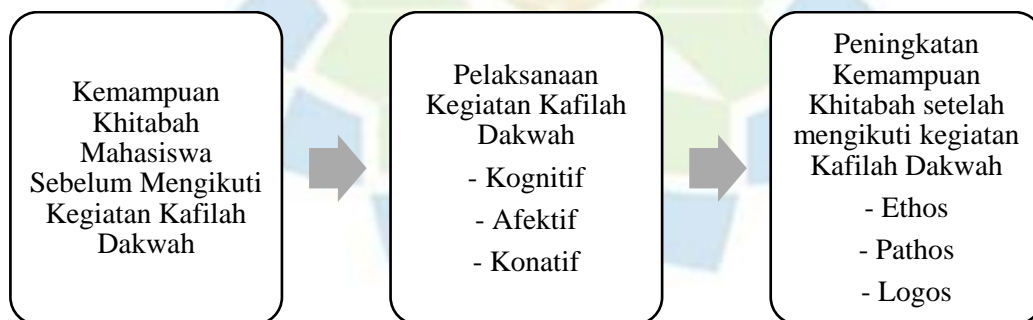 Kemampuan
Khitabah
Mahasiswa
Sebelum Mengikuti
Kegiatan Kafilah
Dakwah
Pelaksanaan
Kegiatan Kafilah
Dakwah
- Kognitif
- Afektif
- Konatif
Peningkatan
Kemampuan
Khitabah setelah
mengikuti kegiatan
Kafilah Dakwah
- Ethos
- Pathos
- Logos